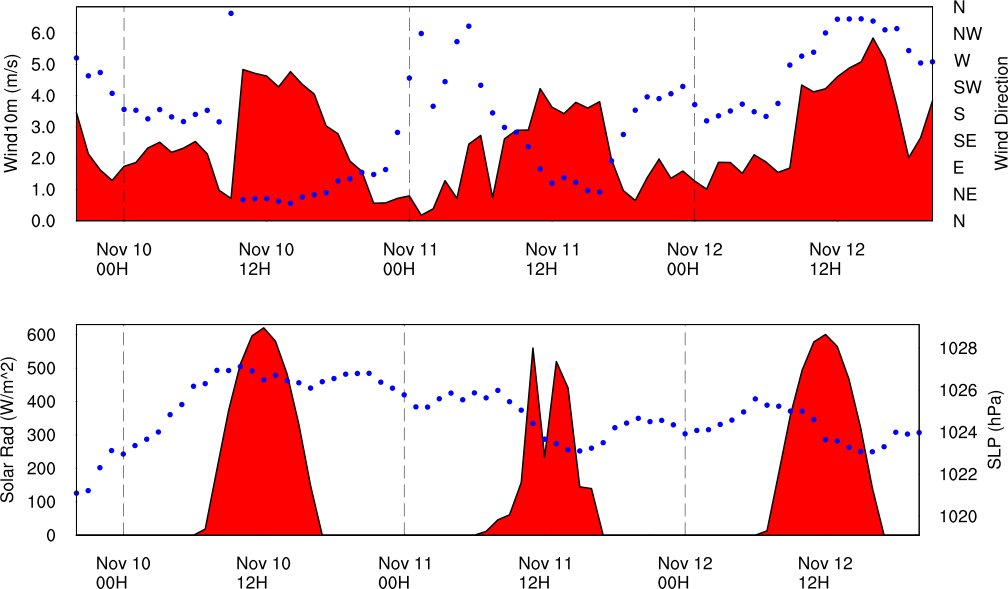 Wind10m (m/s)
6.0
5.0
4.0
3.0
2.0
1.0
0.0
N
NW
W
SW
S
SE
E
NE
N
Wind Direction
Nov 10
00H
Nov 10
12H
Nov 11
00H
Nov 11
12H
Nov 12
00H
Nov 12
12H
Solar Rad (W/m^2)
600
500
400
300
200
100
0
1028
1026
1024
1022
1020
SLP (hPa)
Nov 10
00H
Nov 10
12H
Nov 11
00H
Nov 11
12H
Nov 12
00H
Nov 12
12H